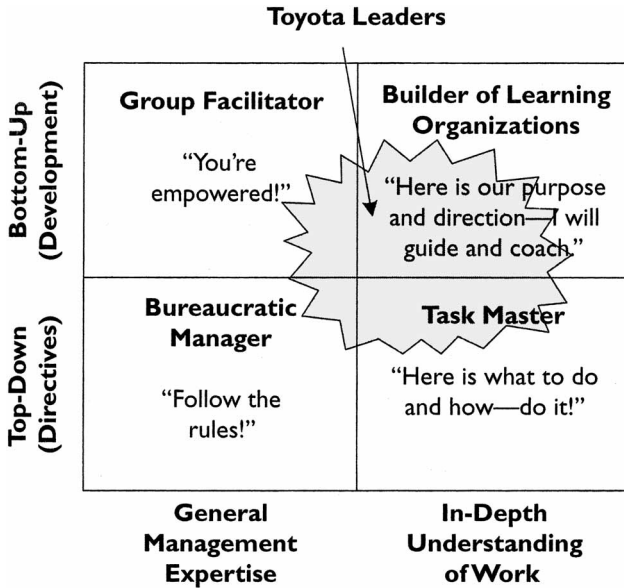 Toyota Leaders
Bottom-Up
(Development)
Group Facilitator
“You’re
empowered!”
Builder of Learning
Organizations
“Here is our purpose
and direction—I will
guide and coach.”
Top-Down
(Directives)
Bureaucratic
Manager
“Follow the
rules!”
Task Master
“Here is what to do
and how—do it!”
General
Management
Expertise
In-Depth
Understanding
of Work